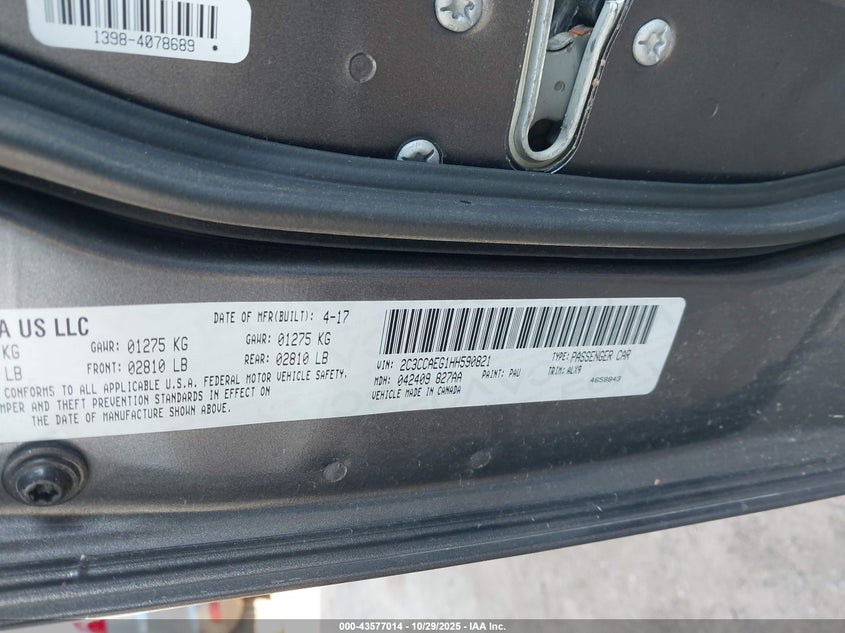 1398-4078689
A US LLC
DATE OF MFR(BUILT): 4-17
KG GAWR: 01275 KG GAWR: 01275 KG
LB FRONT: 02810 LB REAR: 02810 LB
CONFORMS TO ALL APPLICABLE U.S.A. FEDERAL MOTOR VEHICLE SAFETY,
MPER AND THEFT PREVENTION STANDARDS IN EFFECT ON
THE DATE OF MANUFACTURE SHOWN ABOVE.
VIN: 2C3CCAEG1HH590821 TYPE: PASSENGER CAR
MDH: 042409 827AA PAINT: PAU TRIM: ALX9
VEHICLE MADE IN CANADA 4658843
000-43577014 - 10/29/2025 - IAA Inc.